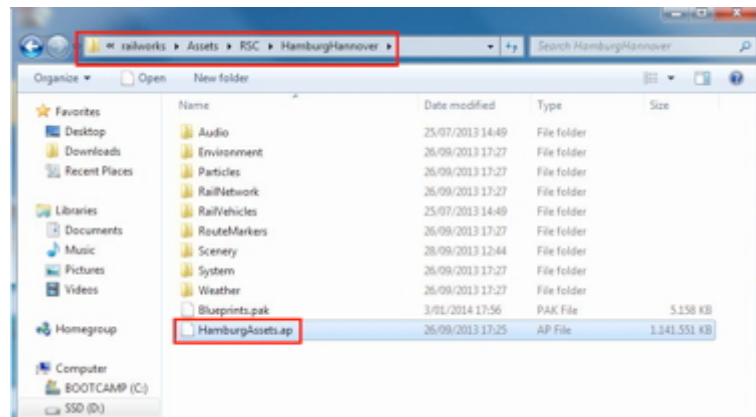 « railworks ▸ Assets ▸ RSC ▸ HamburgHannover ▸ Search HamburgHannover
Organize Open New folder
Name Date modified Type Size
Favorites
Desktop
Downloads
Recent Places
Libraries
Documents
Music
Pictures
Videos
Homegroup
Computer
BOOTCAMP (C:)
SSD (D:)
Audio 25/07/2013 14:49 File folder
Environment 26/09/2013 17:27 File folder
Particles 26/09/2013 17:27 File folder
RailNetwork 26/09/2013 17:27 File folder
RailVehicles 25/07/2013 14:49 File folder
RouteMarkers 26/09/2013 17:27 File folder
Scenery 28/09/2013 12:44 File folder
System 26/09/2013 17:27 File folder
Weather 26/09/2013 17:27 File folder
Blueprints.pak 3/01/2014 17:56 PAK File 5.158 KB
HamburgAssets.ap 26/09/2013 17:25 AP File 1.141.551 KB